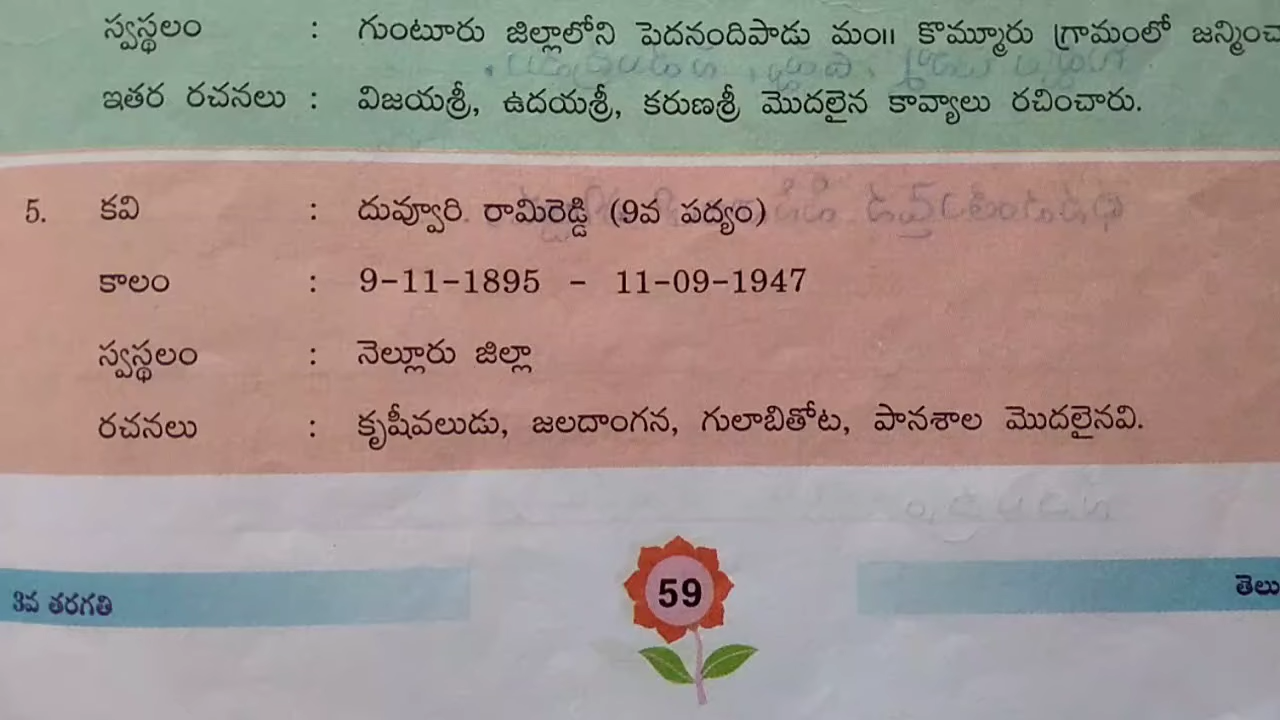 స్వస్థలం : గుంటూరు జిల్లాలోని పెదనందిపాడు మం॥ కొమ్మూరు గ్రామంలో
ఇతర రచనలు : విజయశ్రీ, ఉదయశ్రీ, కరుణశ్రీ మొదలైన కావ్యాలు రచించారు.
5. కవి : దువ్వూరి రామిరెడ్డి (9వ పద్యం)
కాలం : 9-11-1895 - 11-09-1947
స్వస్థలం : నెల్లూరు జిల్లా
రచనలు : కృషీవలుడు, జలదాంగన, గులాబితోట, పానశాల మొదలైనవి.
3వ తరగతి 59